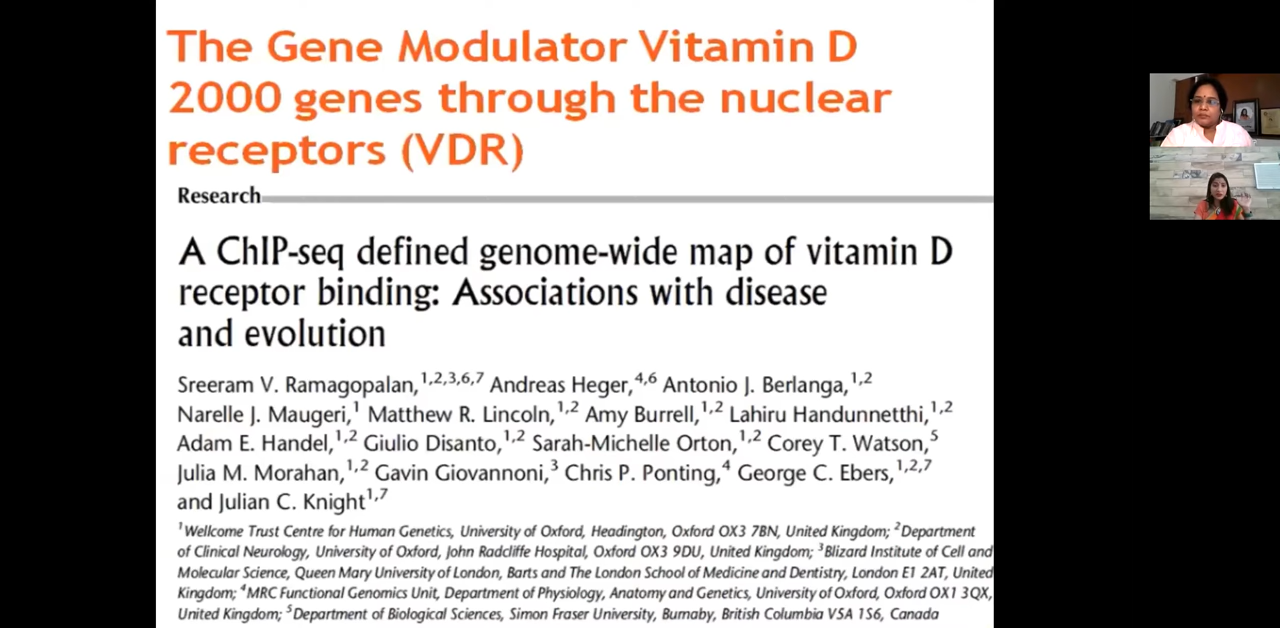 The Gene Modulator Vitamin D
2000 genes through the nuclear
receptors (VDR)
Research
A ChIP-seq defined genome-wide map of vitamin D
receptor binding: Associations with disease
and evolution
Sreeram V. Ramagopalan,1,2,3,6,7 Andreas Heger,4,6 Antonio J. Berlanga,1,2
Narelle J. Maugeri,1 Matthew R. Lincoln,1,2 Amy Burrell,1,2 Lahiru Handunnetthi,1,2
Adam E. Handel,1,2 Giulio Disanto,1,2 Sarah-Michelle Orton,1,2 Corey T. Watson,5
Julia M. Morahan,1,2 Gavin Giovannoni,3 Chris P. Ponting,4 George C. Ebers,1,2,7
and Julian C. Knight1,7
1Wellcome Trust Centre for Human Genetics, University of Oxford, Headington, Oxford OX3 7BN, United Kingdom; 2Department
of Clinical Neurology, University of Oxford, John Radcliffe Hospital, Oxford OX3 9DU, United Kingdom; 3Blizard Institute of Cell and
Molecular Science, Queen Mary University of London, Barts and The London School of Medicine and Dentistry, London E1 2AT, United
Kingdom; 4MRC Functional Genomics Unit, Department of Physiology, Anatomy and Genetics, University of Oxford, Oxford OX1 3QX,
United Kingdom; 5Department of Biological Sciences, Simon Fraser University, Burnaby, British Columbia V5A 1S6, Canada